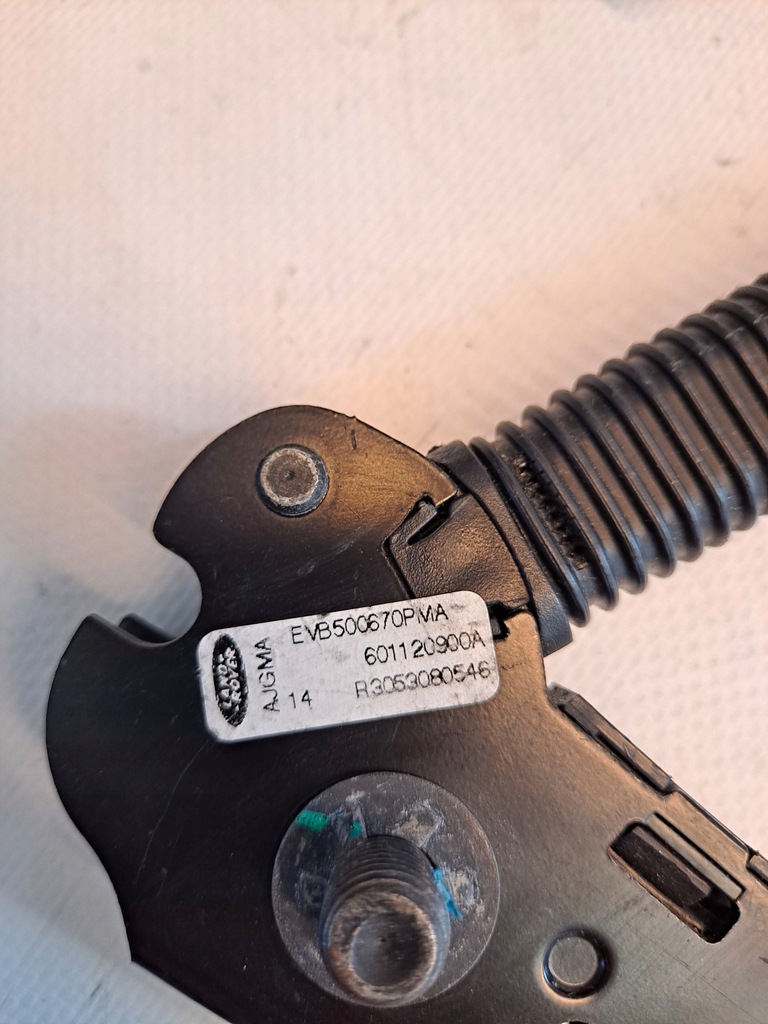 EVB500670PMA
LAND-
ROVER
AJGMA
601120900A
14
R3053080546